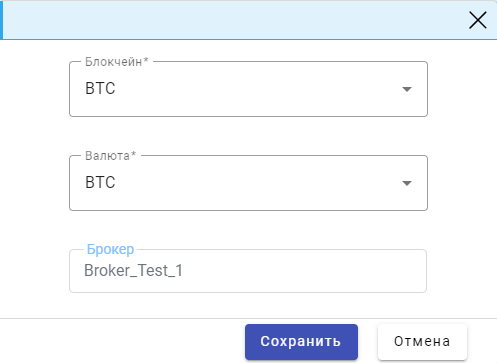 Блокчейн*
BTC
Валюта*
BTC
Брокер
Broker_Test_1
Сохранить
Отмена